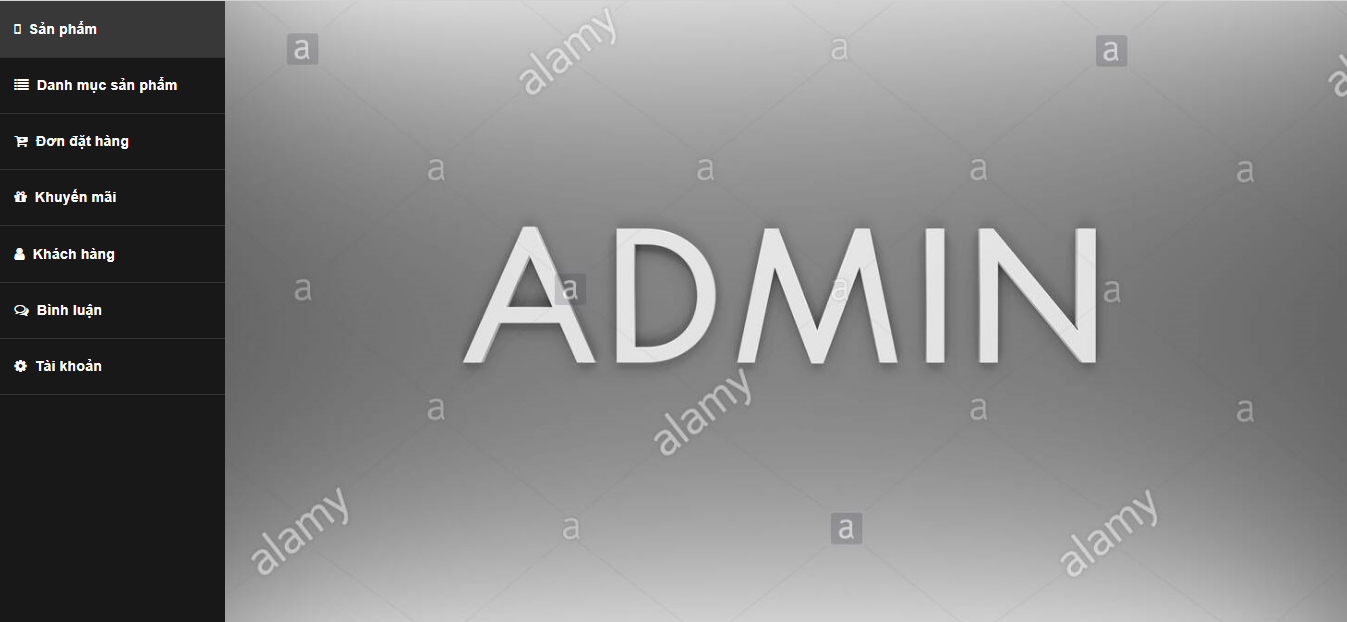 Sản phẩm
Danh mục sản phẩm
Đơn đặt hàng
Khuyến mãi
Khách hàng
Bình luận
Tài khoản
a
alamy
a
a
a
a
a
a
ADMIN
a
a
a
a
a
alamy
a
a
alamy
a
a
alamy